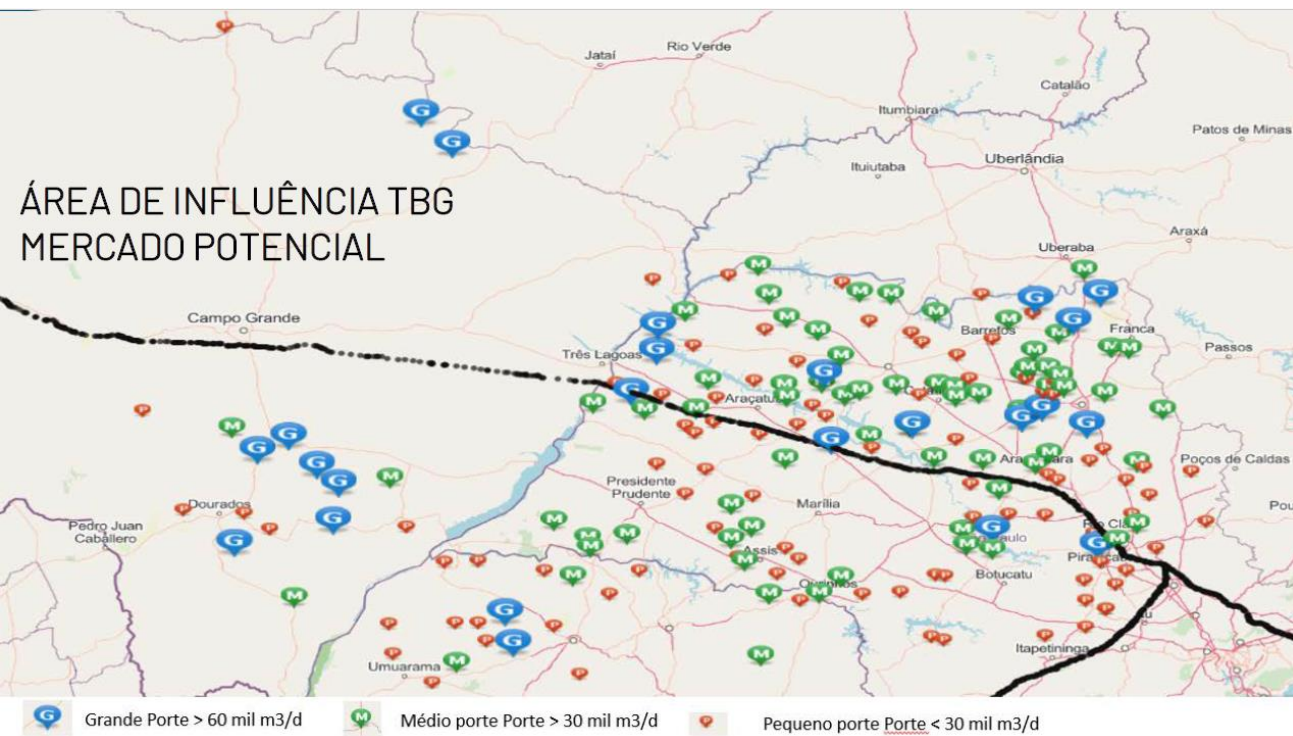 Jataí
Rio Verde
Catalão
Itumbiara
Patos de Minas
Ituiutaba
Uberlândia
ÁREA DE INFLUÊNCIA TBG
MERCADO POTENCIAL
Araxá
Uberaba
Campo Grande
Barretos
Franca
Passos
Três Lagoas
Araçatu
Poços de Caldas
Presidente
Prudente
Marília
Dourados
Pedro Juan
Caballero
Assis
Botucatu
Ourinhos
Itapetininga
Umuarama
G Grande Porte > 60 mil m3/d M Médio porte Porte > 30 mil m3/d P Pequeno porte Porte < 30 mil m3/d